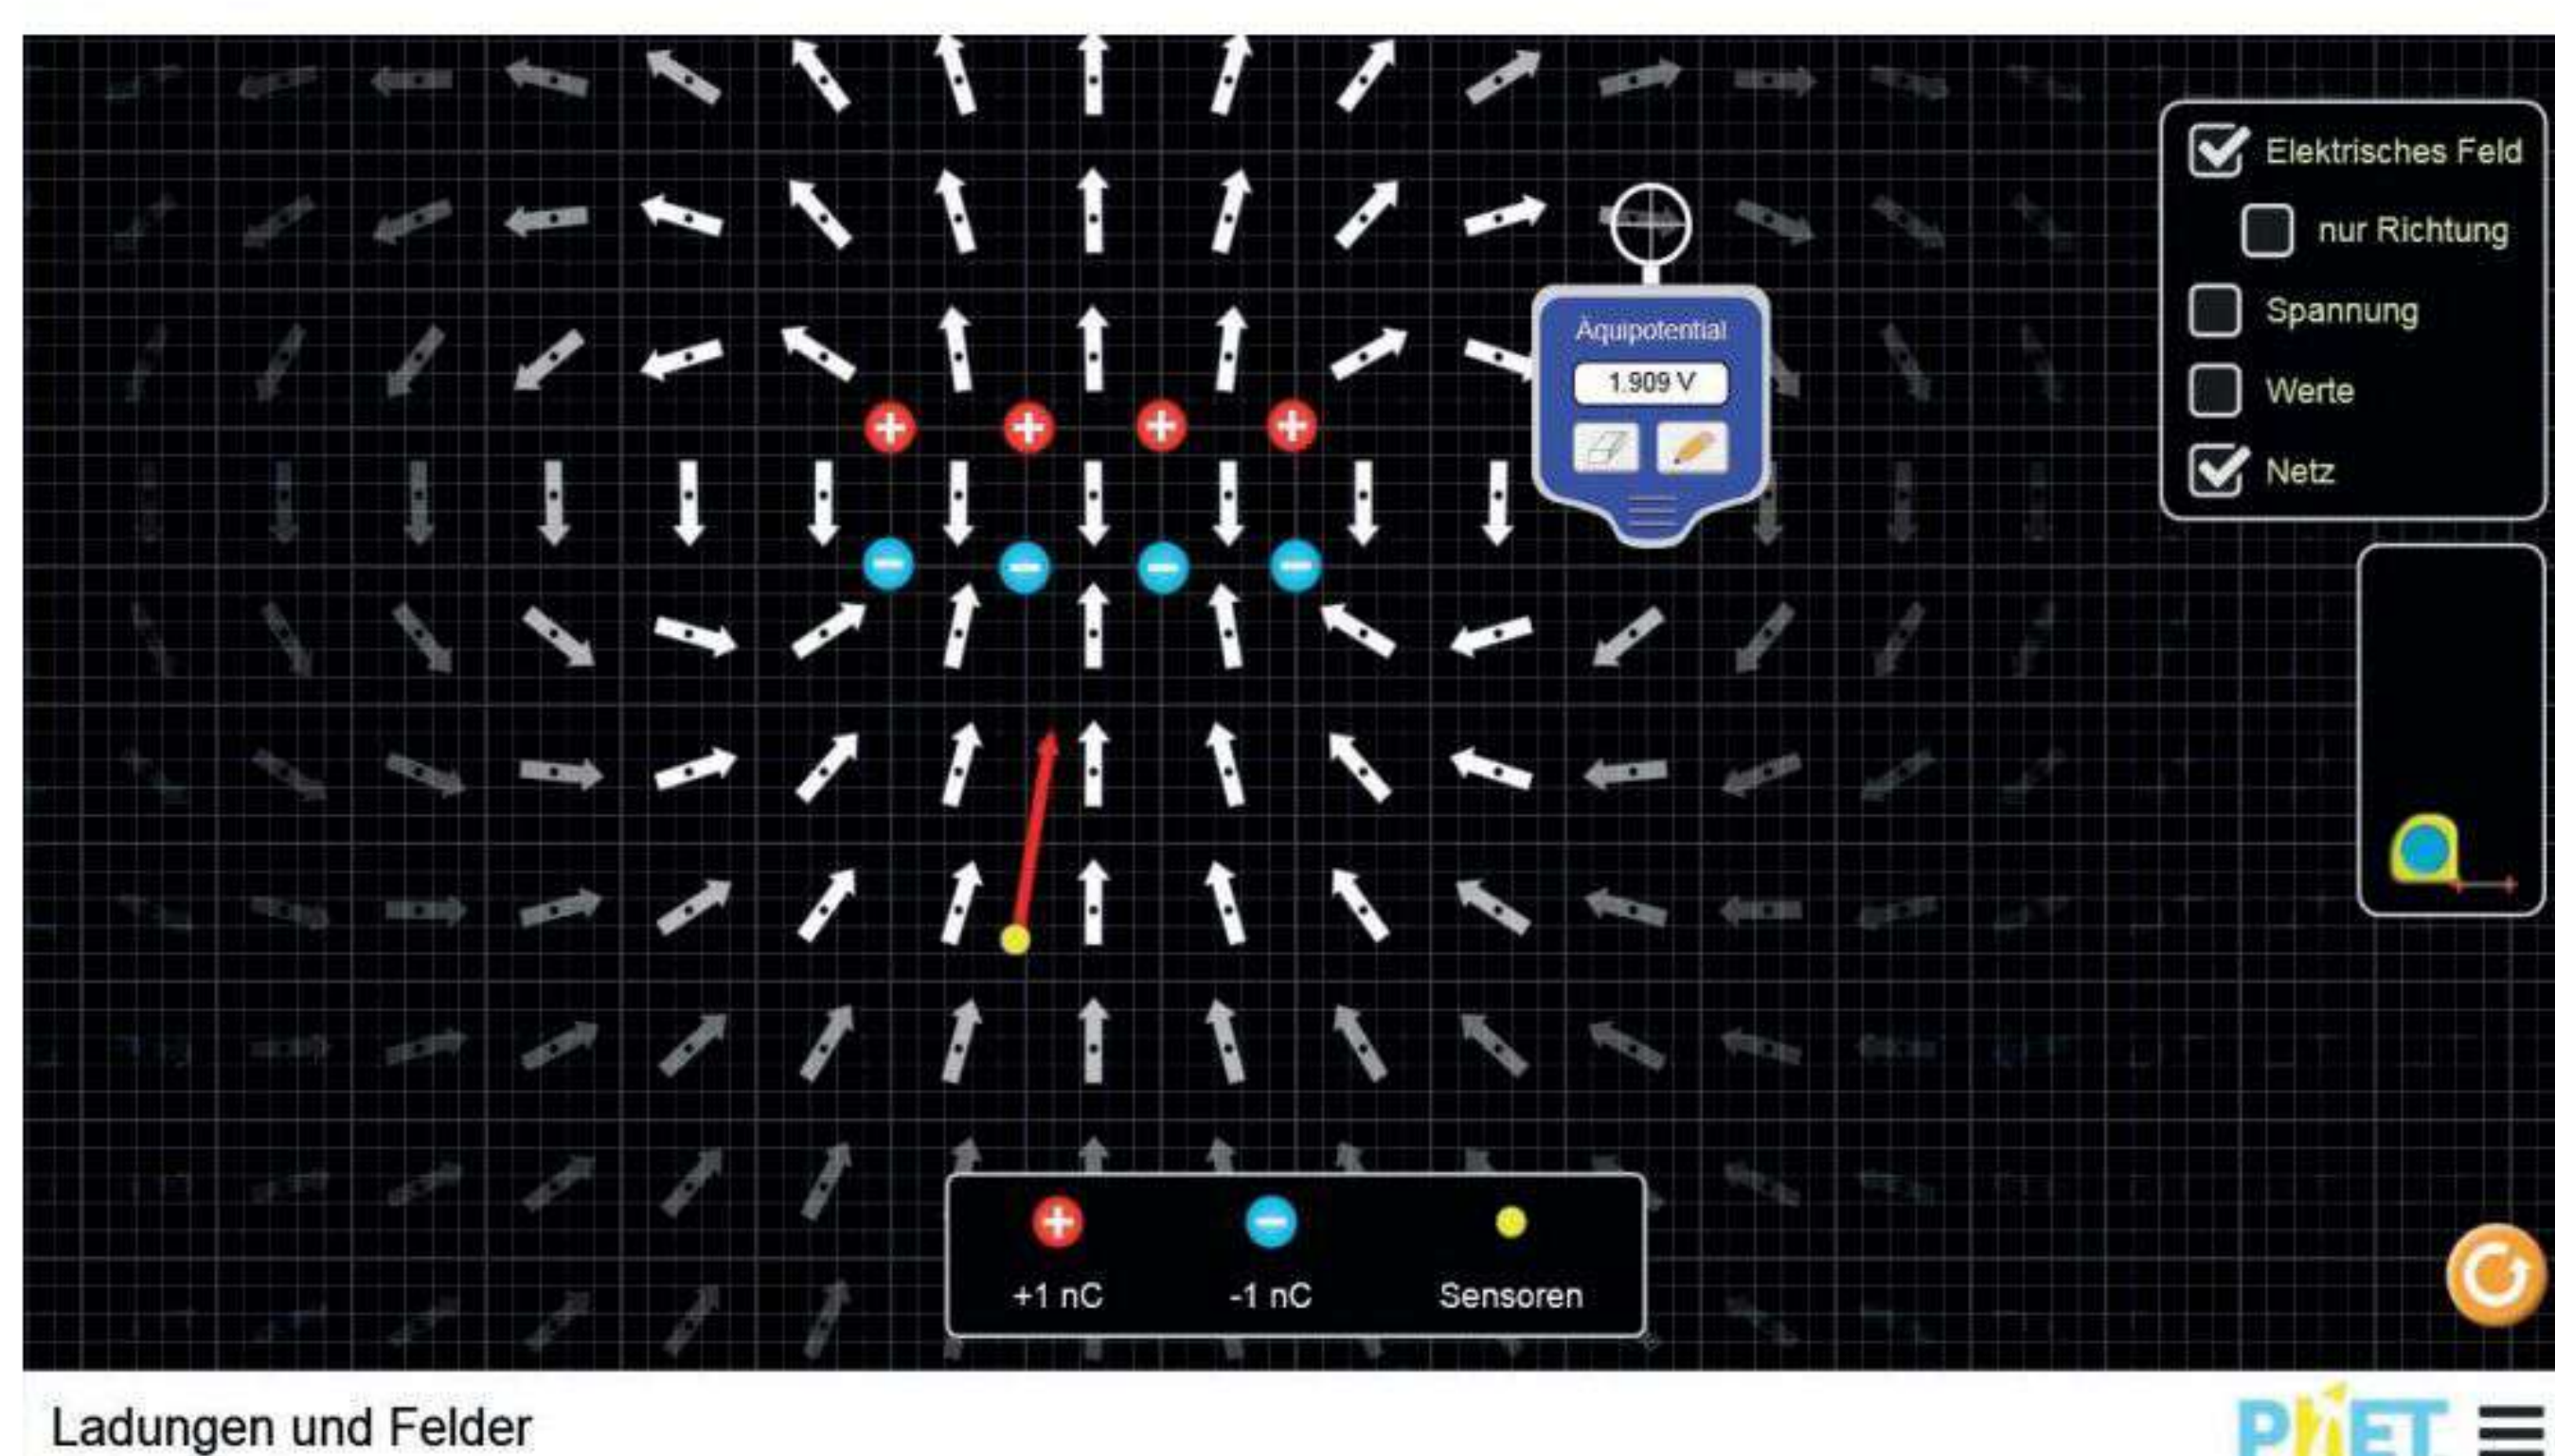 Elektrisches Feld
nur Richtung
Spannung
Werte
Netz
Äquipotential
1.909 V
+1 nC
-1 nC
Sensoren
Ladungen und Felder
PhET